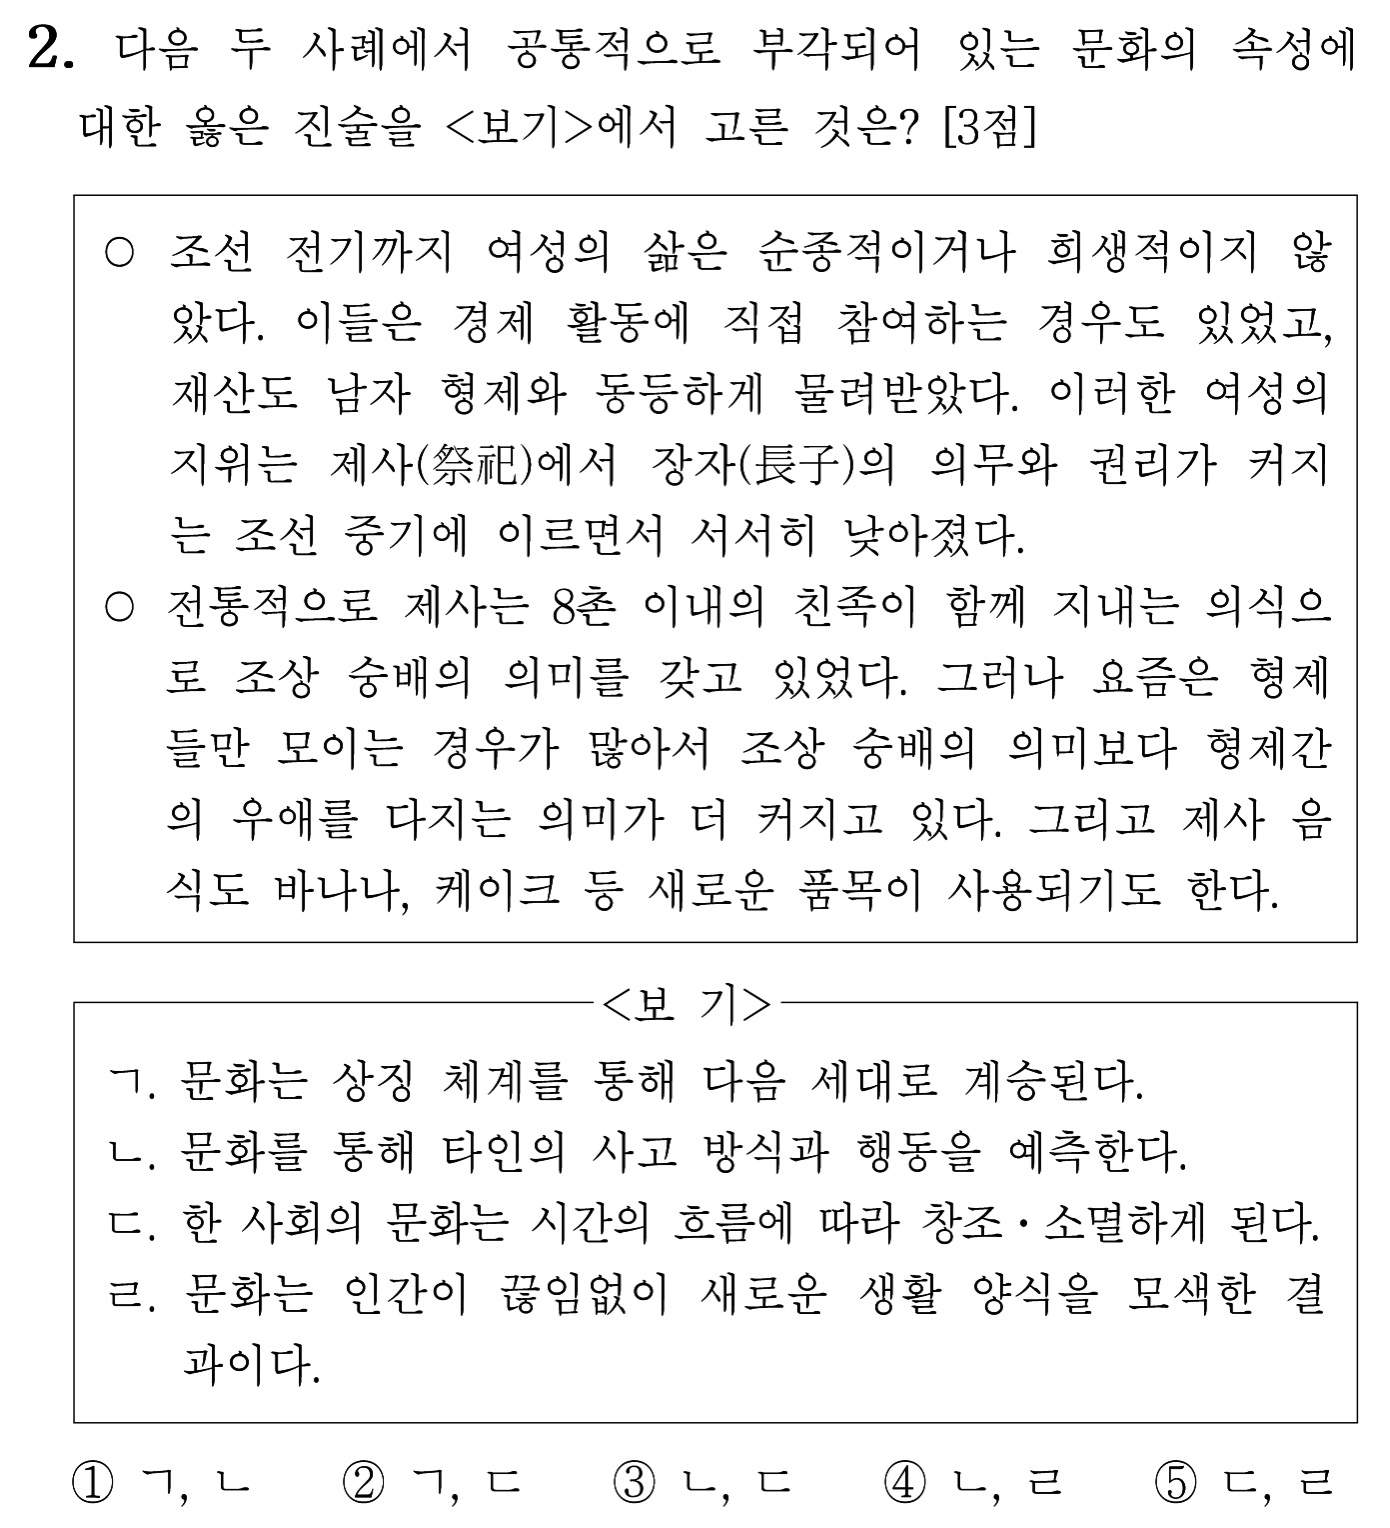 2. 다음 두 사례에서 공통적으로 부각되어 있는 문화의 속성에
대한 옳은 진술을 <보기>에서 고른 것은? [3점]
○ 조선 전기까지 여성의 삶은 순종적이거나 희생적이지 않
았다. 이들은 경제 활동에 직접 참여하는 경우도 있었고,
재산도 남자 형제와 동등하게 물려받았다. 이러한 여성의
지위는 제사(祭祀)에서 장자(長子)의 의무와 권리가 커지
는 조선 중기에 이르면서 서서히 낮아졌다.
○ 전통적으로 제사는 8촌 이내의 친족이 함께 지내는 의식으
로 조상 숭배의 의미를 갖고 있었다. 그러나 요즘은 형제
들만 모이는 경우가 많아서 조상 숭배의 의미보다 형제간
의 우애를 다지는 의미가 더 커지고 있다. 그리고 제사 음
식도 바나나, 케이크 등 새로운 품목이 사용되기도 한다.
<보 기>
ㄱ. 문화는 상징 체계를 통해 다음 세대로 계승된다.
ㄴ. 문화를 통해 타인의 사고 방식과 행동을 예측한다.
ㄷ. 한 사회의 문화는 시간의 흐름에 따라 창조·소멸하게 된다.
ㄹ. 문화는 인간이 끊임없이 새로운 생활 양식을 모색한 결
과이다.
① ㄱ, ㄴ ② ㄱ, ㄷ ③ ㄴ, ㄷ ④ ㄴ, ㄹ ⑤ ㄷ, ㄹ